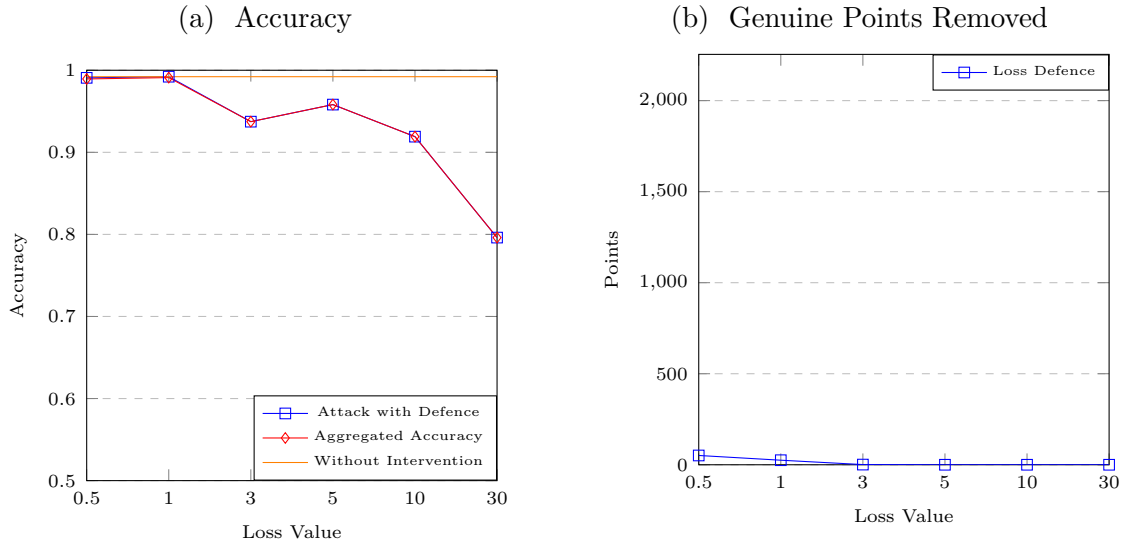 (a) Accuracy
1
0.9
0.8
0.7
0.6
0.5
Accuracy
Attack with Defence
Aggregated Accuracy
Without Intervention
0.5 1 3 5 10 30
Loss Value
(b) Genuine Points Removed
Loss Defence
2,000
1,500
1,000
500
0
Points
0.5 1 3 5 10 30
Loss Value